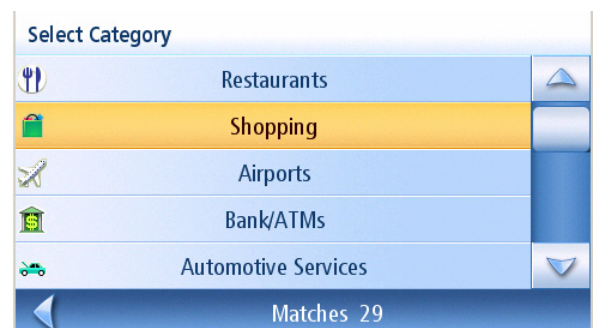 Select Category
Restaurants
Shopping
Airports
Bank/ATMs
Automotive Services
Matches 29